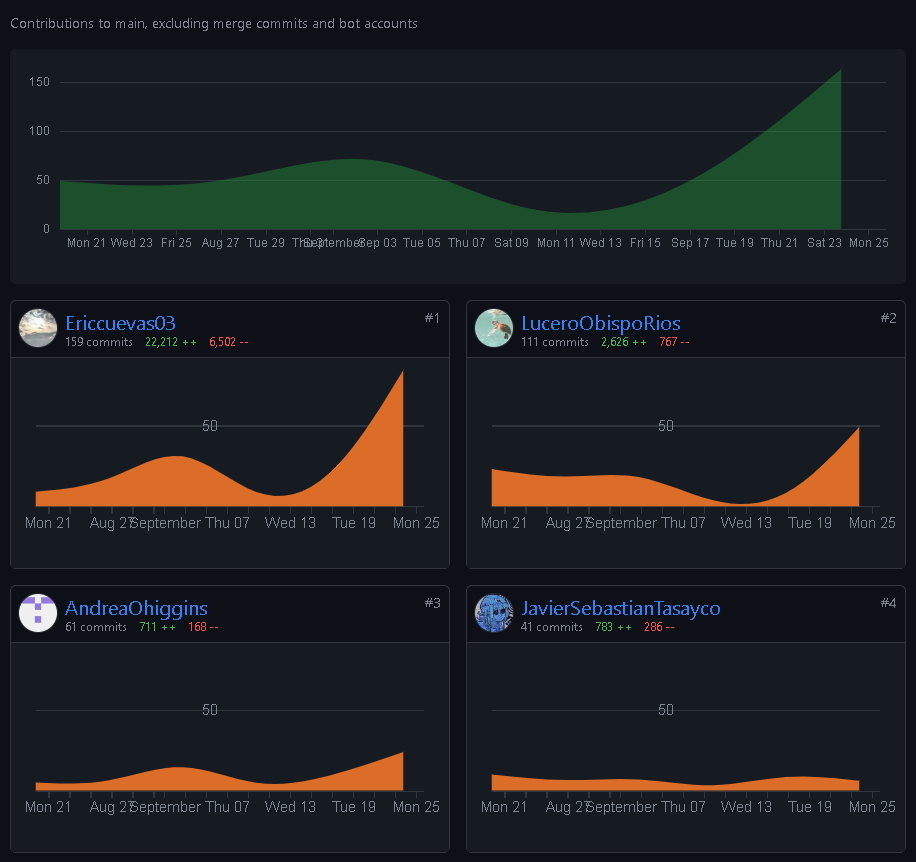 Contributions to main, excluding merge commits and bot accounts
150
100
50
0
Mon 21 Wed 23 Fri 25 Aug 27 Tue 29 Thu 31 September Sep 03 Tue 05 Thu 07 Sat 09 Mon 11 Wed 13 Fri 15 Sep 17 Tue 19 Thu 21 Sat 23 Mon 25
Ericcuevas03 #1
159 commits 22,212 ++ 6,502 --
50
Mon 21 Aug 27 September Thu 07 Wed 13 Tue 19 Mon 25
LuceroObispoRios #2
111 commits 2,626 ++ 767 --
50
Mon 21 Aug 27 September Thu 07 Wed 13 Tue 19 Mon 25
AndreaOhiggins #3
61 commits 711 ++ 168 --
50
Mon 21 Aug 27 September Thu 07 Wed 13 Tue 19 Mon 25
JavierSebastianTasayco #4
41 commits 783 ++ 286 --
50
Mon 21 Aug 27 September Thu 07 Wed 13 Tue 19 Mon 25